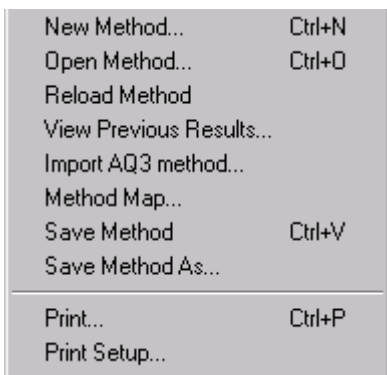 New Method... Ctrl+N
Open Method... Ctrl+O
Reload Method
View Previous Results...
Import AQ3 method...
Method Map...
Save Method Ctrl+V
Save Method As...
Print... Ctrl+P
Print Setup...